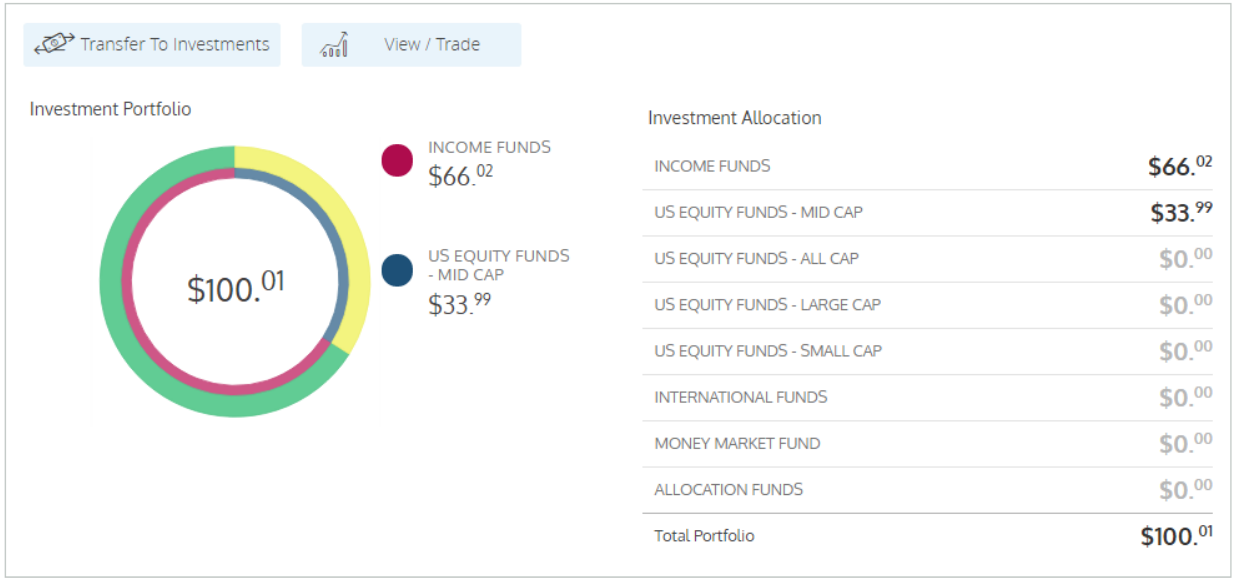 Transfer To Investments
View / Trade
Investment Portfolio
$100.01
INCOME FUNDS
$66.02
US EQUITY FUNDS
- MID CAP
$33.99
Investment Allocation
INCOME FUNDS $66.02
US EQUITY FUNDS - MID CAP $33.99
US EQUITY FUNDS - ALL CAP $0.00
US EQUITY FUNDS - LARGE CAP $0.00
US EQUITY FUNDS - SMALL CAP $0.00
INTERNATIONAL FUNDS $0.00
MONEY MARKET FUND $0.00
ALLOCATION FUNDS $0.00
Total Portfolio $100.01